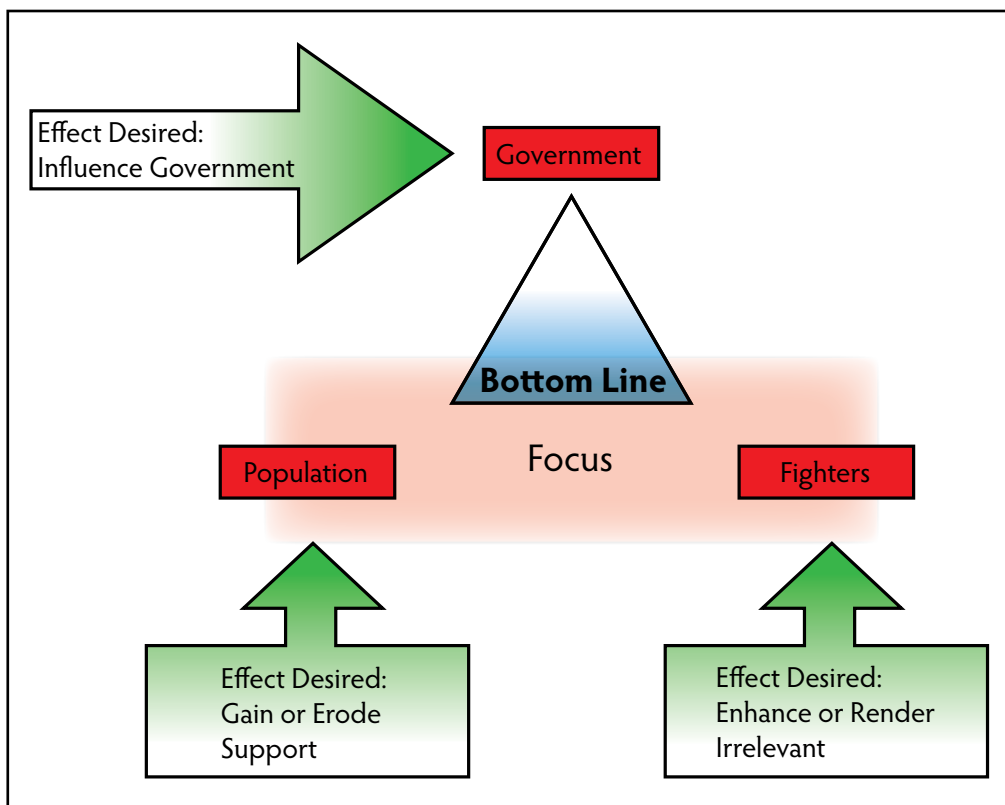 Effect Desired:
Influence Government
Government
Bottom Line
Focus
Population
Fighters
Effect Desired:
Gain or Erode
Support
Effect Desired:
Enhance or Render
Irrelevant